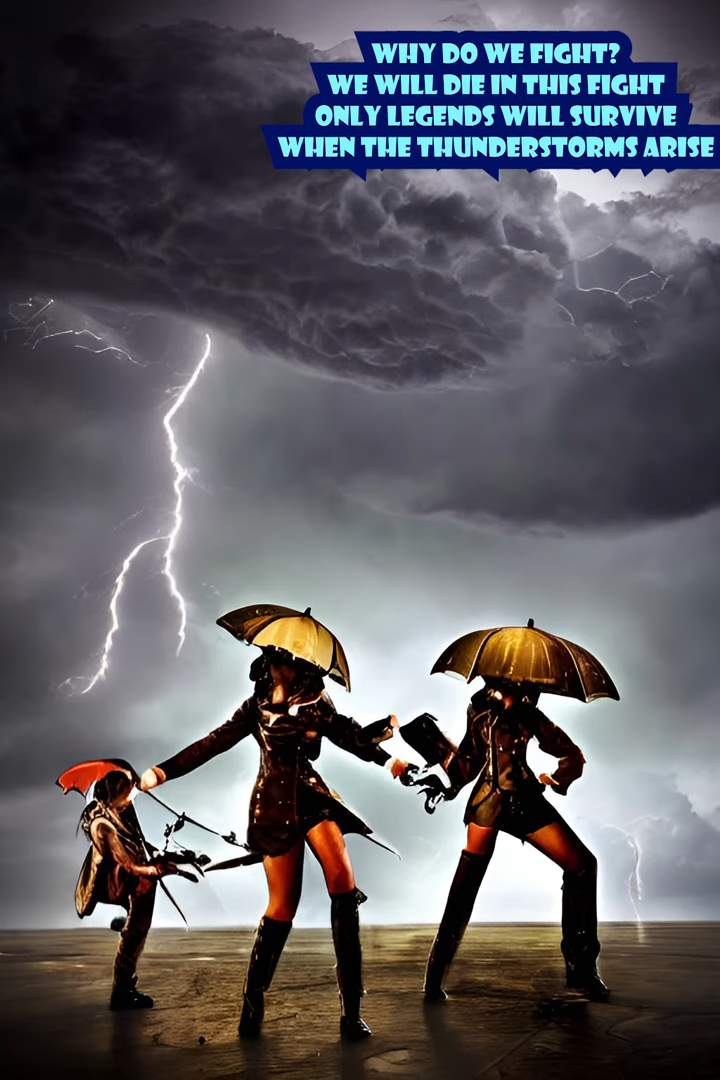 WHY DO WE FIGHT?
WE WILL DIE IN THIS FIGHT
ONLY LEGENDS WILL SURVIVE
WHEN THE THUNDERSTORMS ARISE